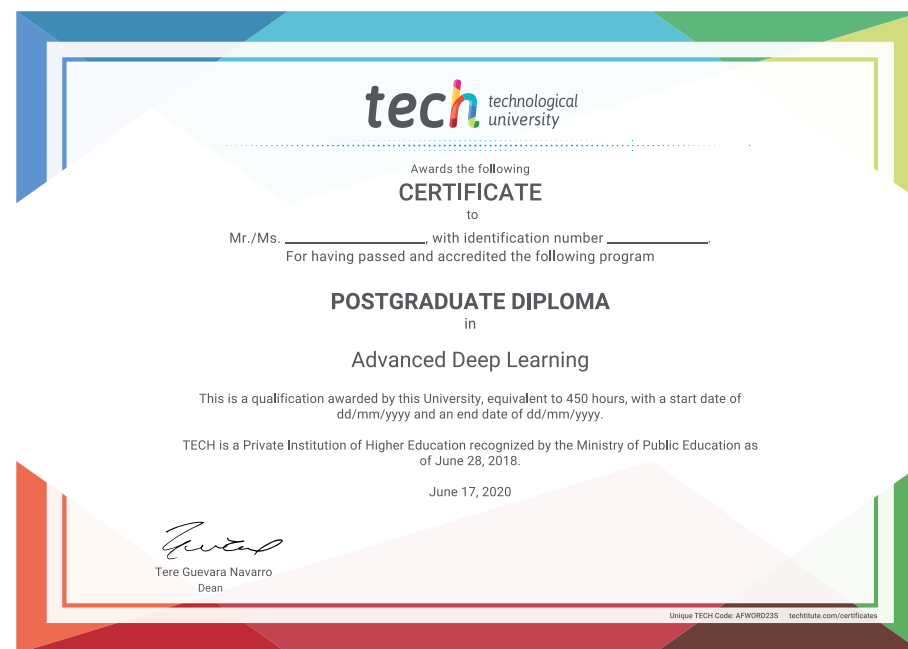 tech technological
university
Awards the following
CERTIFICATE
to
Mr./Ms. ____________________, with identification number ______________.
For having passed and accredited the following program
POSTGRADUATE DIPLOMA
in
Advanced Deep Learning
This is a qualification awarded by this University, equivalent to 450 hours, with a start date of
dd/mm/yyyy and an end date of dd/mm/yyyy.
TECH is a Private Institution of Higher Education recognized by the Ministry of Public Education as
of June 28, 2018.
June 17, 2020
Tere Guevara Navarro
Dean
Unique TECH Code: AFWORD23S techtitute.com/certificates